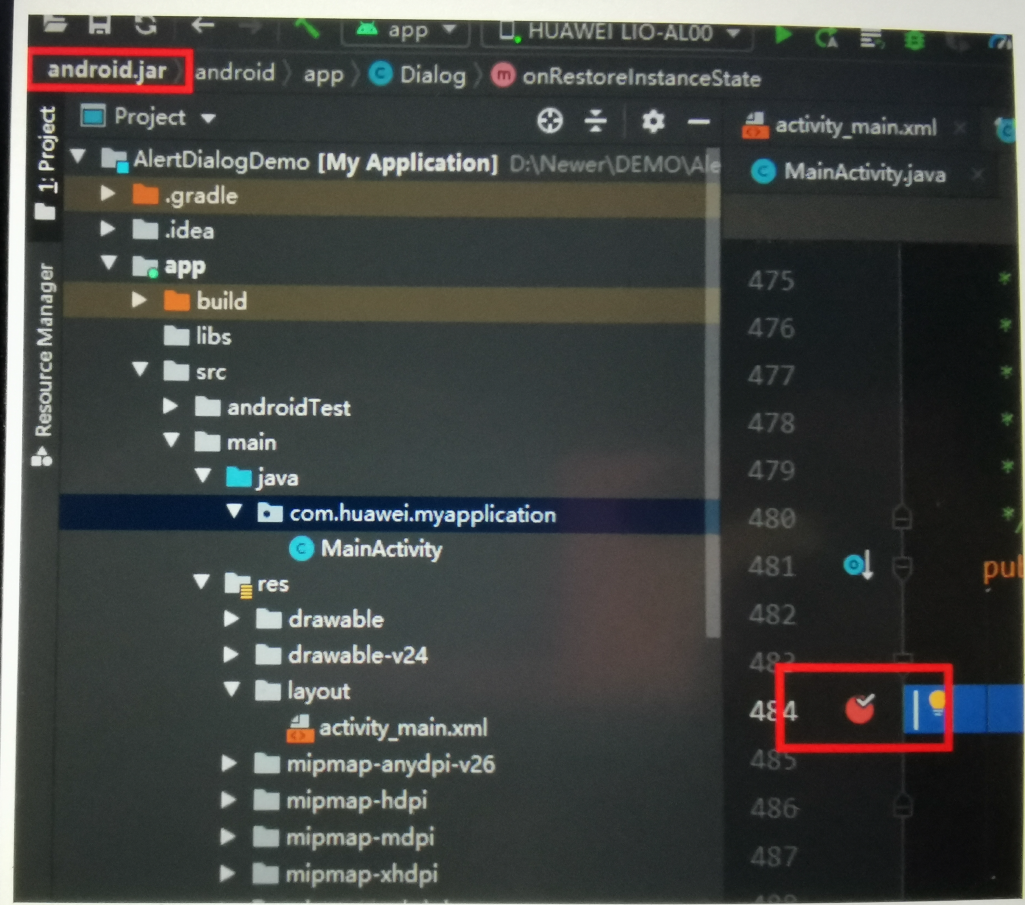 app HUAWEI LIO-AL00
android.jar android app Dialog onRestoreInstanceState
1: Project
Resource Manager
Project
AlertDialogDemo [My Application] D:\Newer\DEMO\Ale
.gradle
.idea
app
build
libs
src
androidTest
main
java
com.huawei.myapplication
MainActivity
res
drawable
drawable-v24
layout
activity_main.xml
mipmap-anydpi-v26
mipmap-hdpi
mipmap-mdpi
mipmap-xhdpi
activity_main.xml
MainActivity.java
475 *
476 *
477 *
478 *
479 *
480 */
481 pub
482
483
484
485
486
487